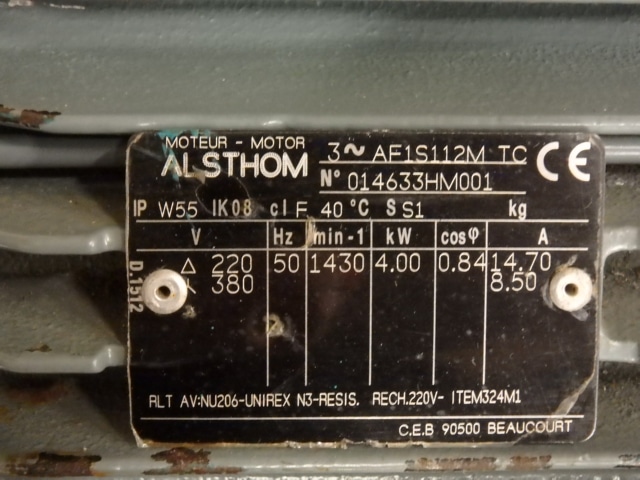 MOTEUR - MOTOR
ALSTHOM
3~ AF1S112M TC
CE
N° 014633HM001
IP W55 IK08 cl F 40 °C S S1 kg
V Hz min-1 kW cosφ A
Δ 220 50 1430 4.00 0.84 14.70
380 8.50
D.1512
RLT AV:NU206-UNIREX N3-RESIS. RECH.220V- ITEM324M1
C.E.B 90500 BEAUCOURT